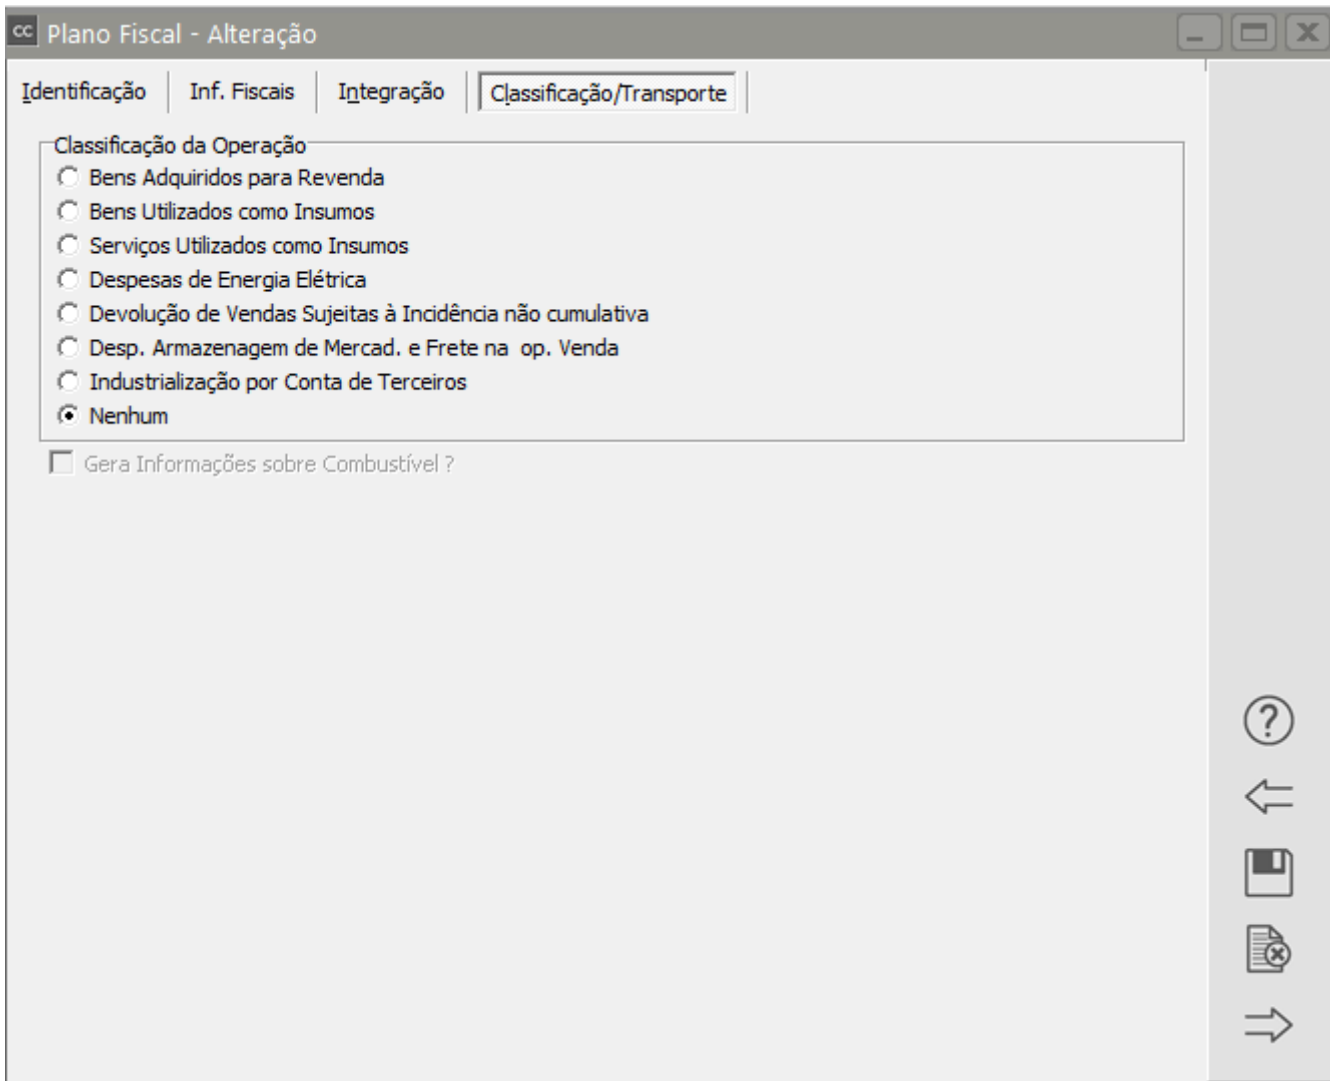 cc Plano Fiscal - Alteração
Identificação Inf. Fiscais Integração Classificação/Transporte
Classificação da Operação
Bens Adquiridos para Revenda
Bens Utilizados como Insumos
Serviços Utilizados como Insumos
Despesas de Energia Elétrica
Devolução de Vendas Sujeitas à Incidência não cumulativa
Desp. Armazenagem de Mercad. e Frete na  op. Venda
Industrialização por Conta de Terceiros
Nenhum
Gera Informações sobre Combustível ?